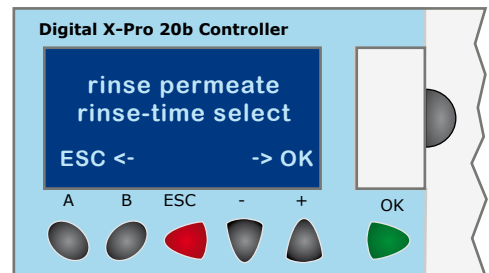 Digital X-Pro 20b Controller
rinse permeate
rinse-time select
ESC <- -> OK
A B ESC - + OK